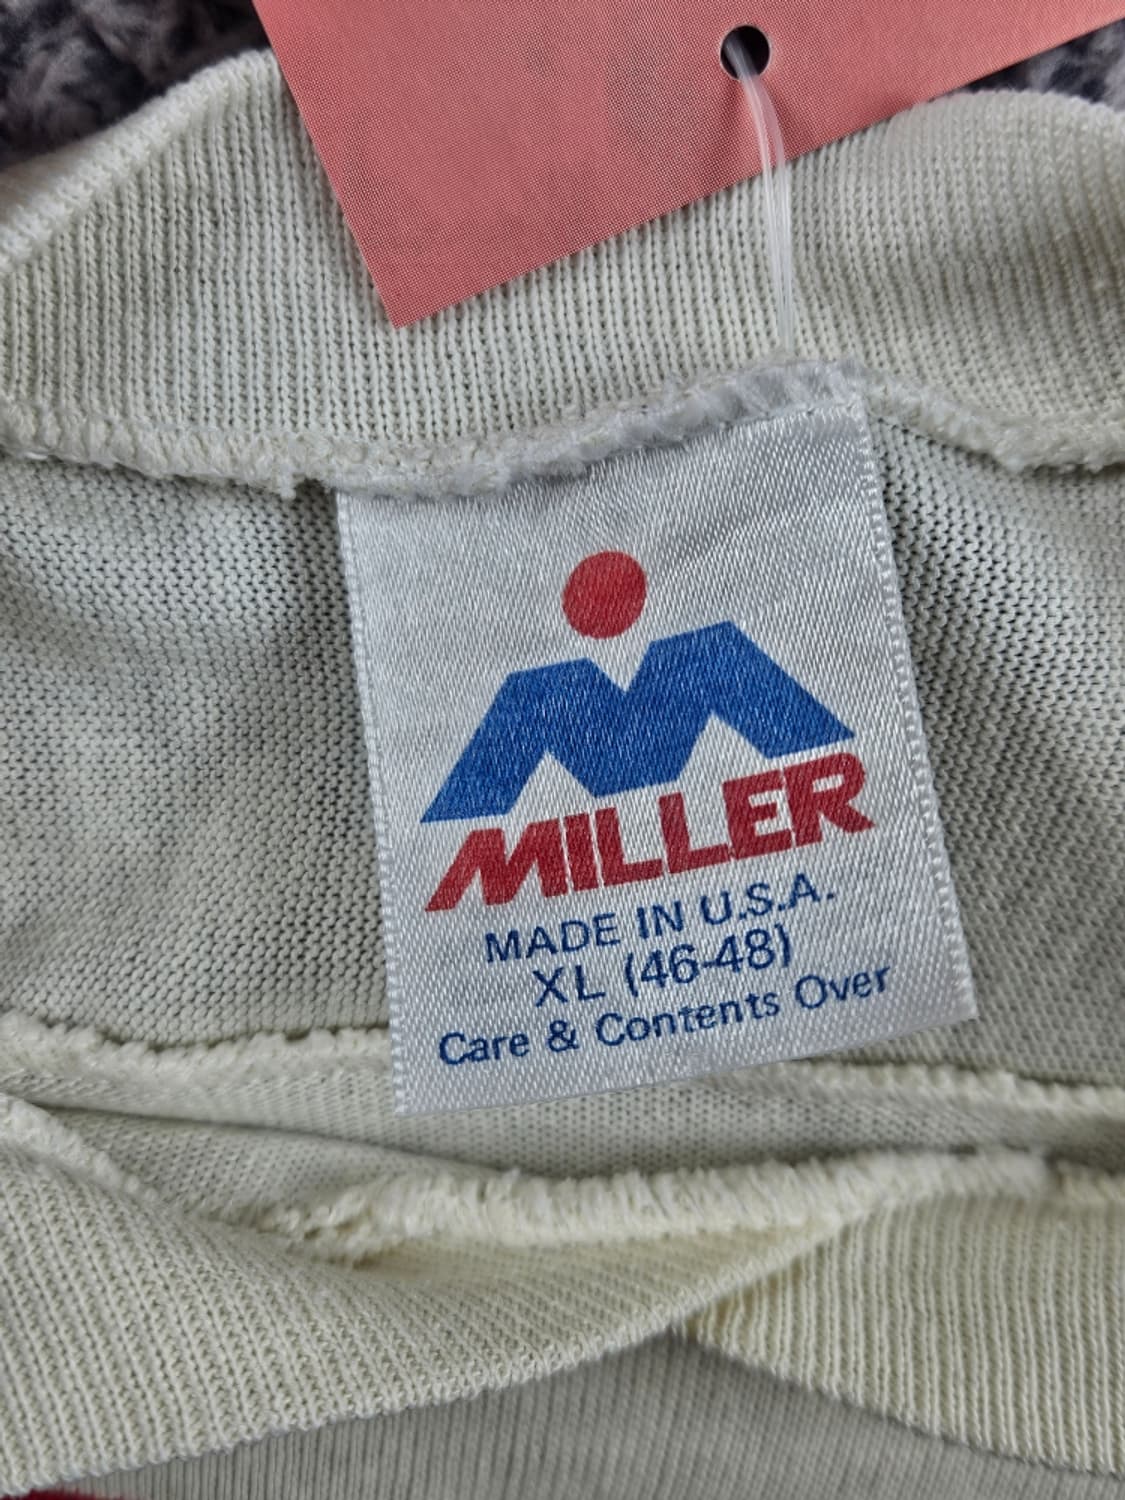 MILLER
MADE IN U.S.A.
XL (46-48)
Care & Contents Over